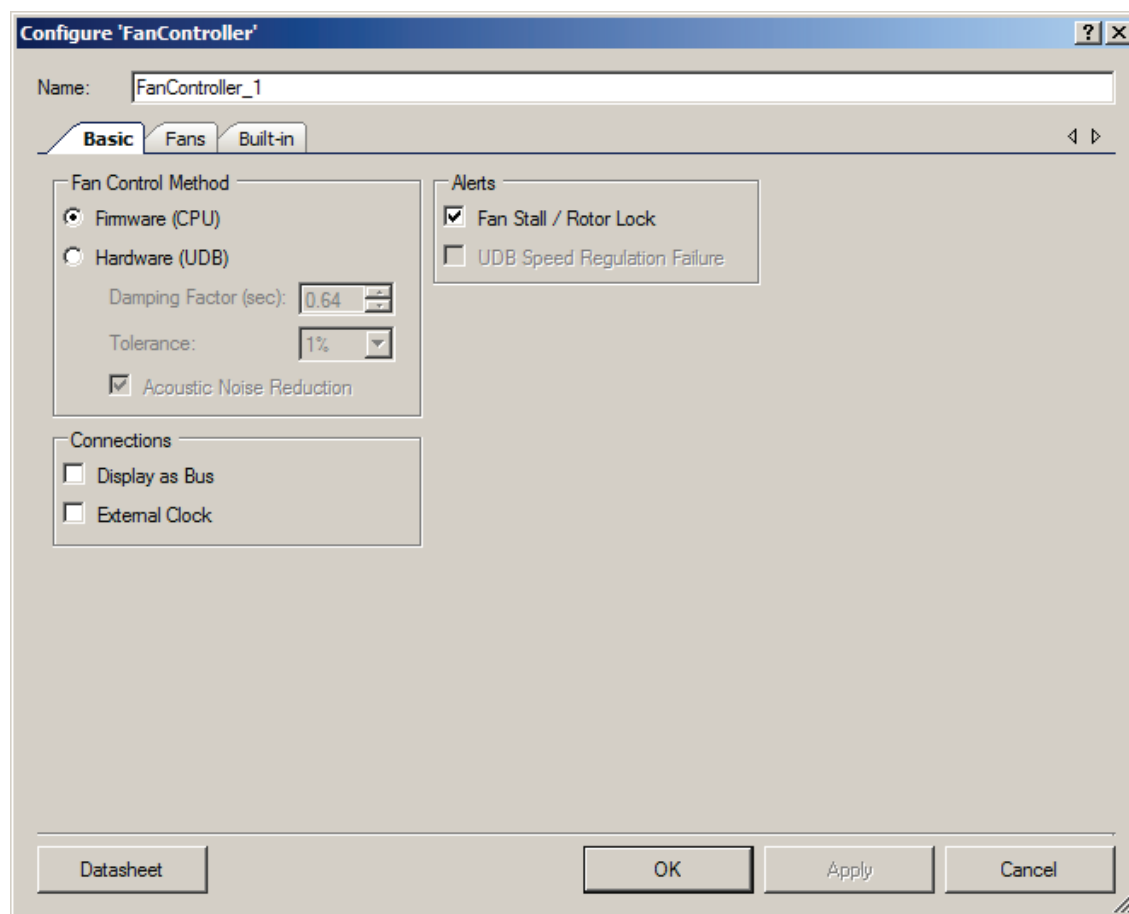 Configure 'FanController'
Name: FanController_1
Basic Fans Built-in
Fan Control Method
Firmware (CPU)
Hardware (UDB)
Damping Factor (sec): 0.64
Tolerance: 1%
Acoustic Noise Reduction
Alerts
Fan Stall / Rotor Lock
UDB Speed Regulation Failure
Connections
Display as Bus
External Clock
Datasheet OK Apply Cancel